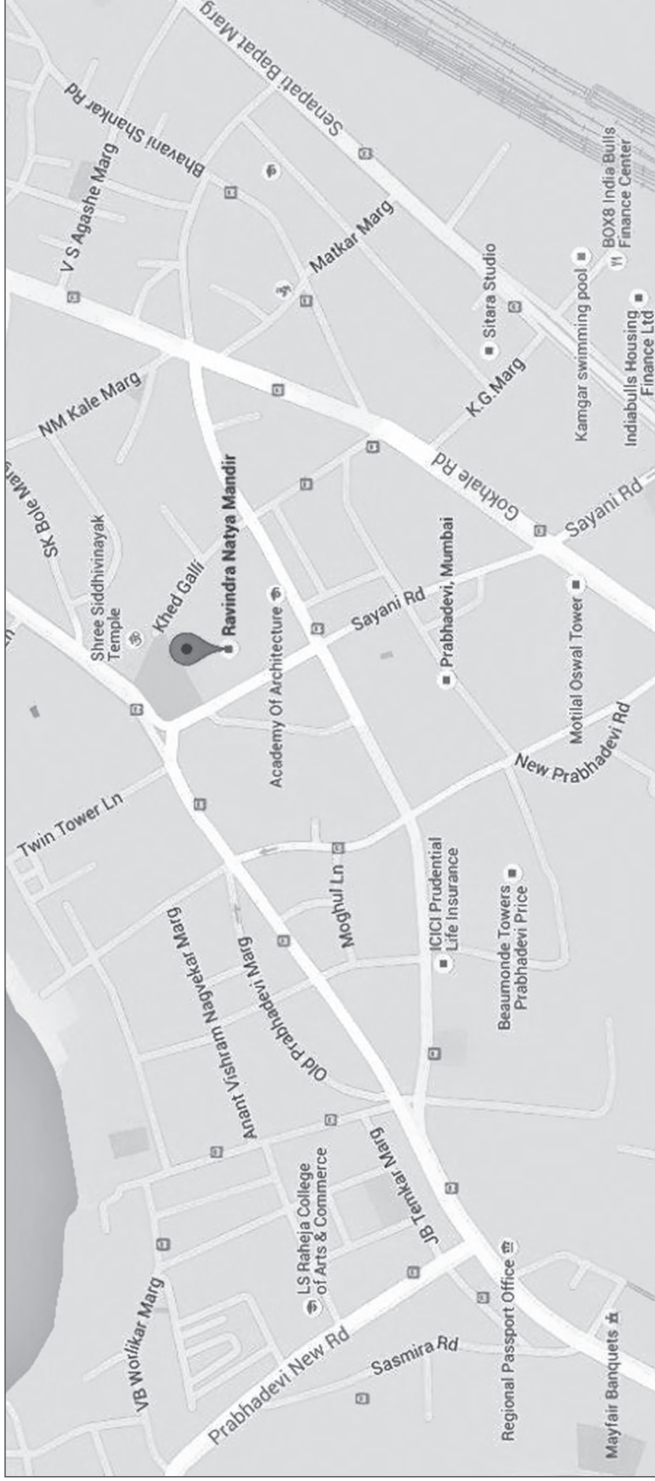 VB Worlikar Marg
Prabhadevi New Rd
Sasmira Rd
LS Raheja College
of Arts & Commerce
JB Temkar Marg
Regional Passport Office
Mayfair Banquets
Anant Vishram Nagvekar Marg
Old Prabhadevi Marg
Twin Tower Ln
Moghul Ln
ICICI Prudential
Life Insurance
Beaumonde Towers
Prabhadevi Price
New Prabhadevi Rd
Motilal Oswal Tower
Prabhadevi, Mumbai
Academy Of Architecture
Sayani Rd
Ravindra Natya Mandir
Khed Galli
Shree Siddhivinayak
Temple
SK Bole Marg
NM Kale Marg
Gokhale Rd
Sayani Rd
K.G.Marg
Sitara Studio
Kamgar swimming pool
Indiabulls Housing
Finance Ltd
BOX8 India Bulls
Finance Center
Matkar Marg
V S Agashe Marg
Bhavani Shankar Rd
Senapati Bapat Marg